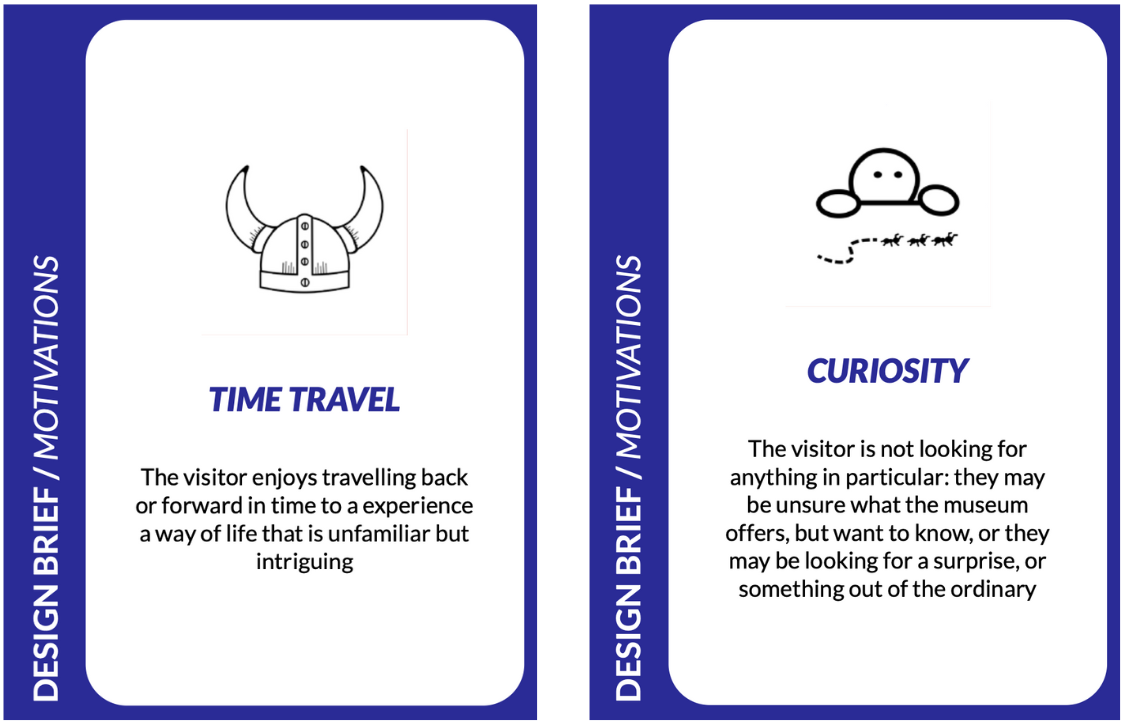 DESIGN BRIEF / MOTIVATIONS
TIME TRAVEL
The visitor enjoys travelling back
or forward in time to a experience
a way of life that is unfamiliar but
intriguing
DESIGN BRIEF / MOTIVATIONS
CURIOSITY
The visitor is not looking for
anything in particular: they may
be unsure what the museum
offers, but want to know, or they
may be looking for a surprise, or
something out of the ordinary